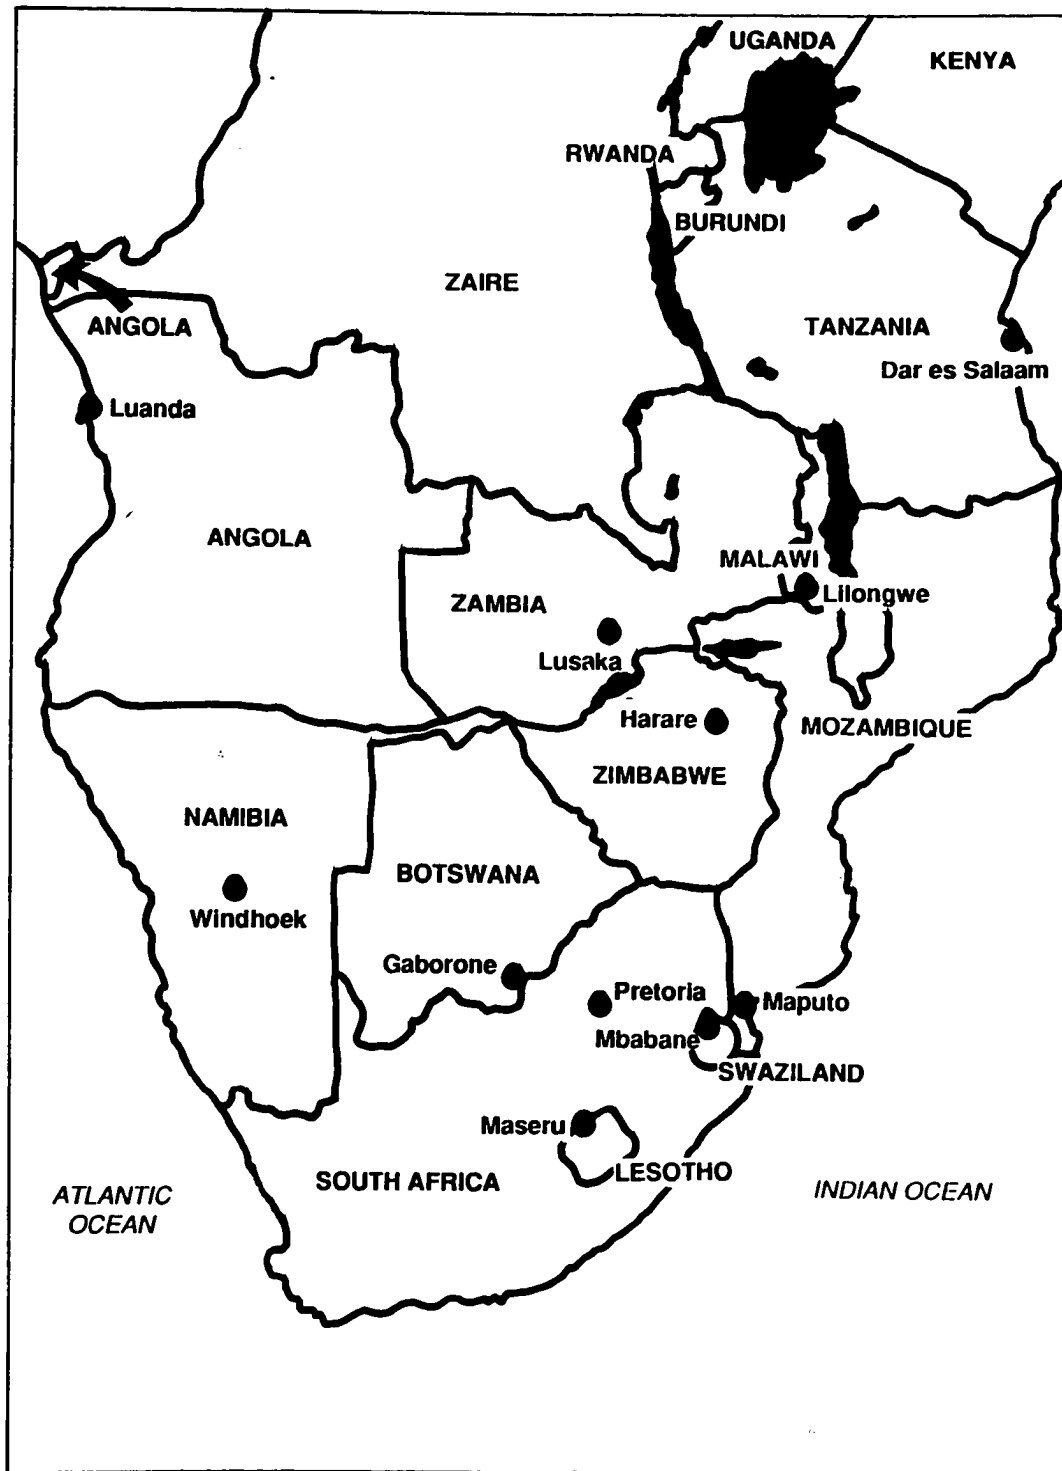 UGANDA
KENYA
RWANDA
BURUNDI
ZAIRE
TANZANIA
ANGOLA
Dar es Salaam
Luanda
ANGOLA
MALAWI
Lilongwe
ZAMBIA
Lusaka
Harare
MOZAMBIQUE
ZIMBABWE
NAMIBIA
BOTSWANA
Windhoek
Gaborone
Pretoria
Maputo
Mbabane
SWAZILAND
Maseru
LESOTHO
SOUTH AFRICA
ATLANTIC
OCEAN
INDIAN OCEAN